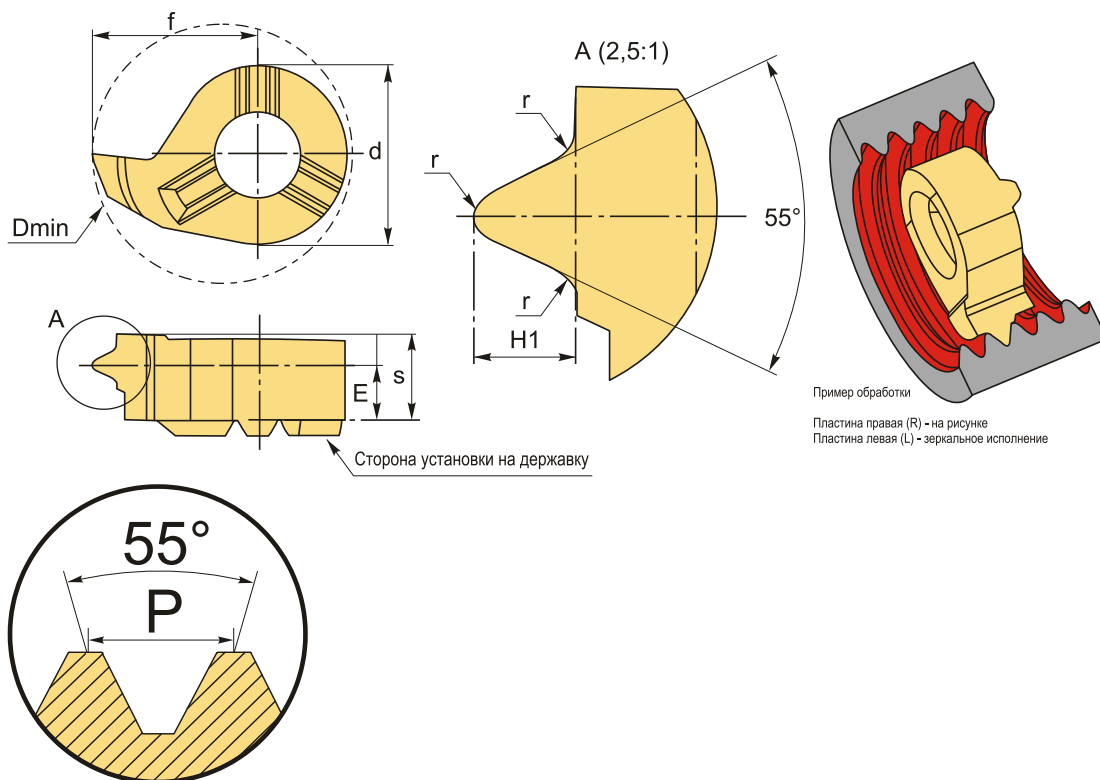 f
d
Dmin
A (2,5:1)
r
r
r
55°
H1
A
s
E
Сторона установки на державку
Пример обработки
Пластина правая (R) - на рисунке
Пластина левая (L) - зеркальное исполнение
55°
P